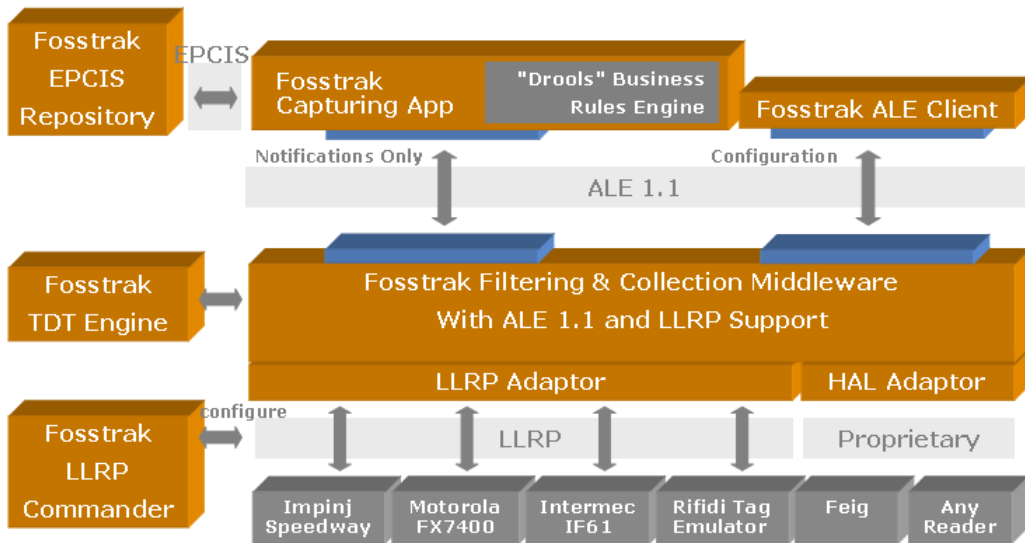 Fosstrak
EPCIS
Repository
EPCIS
Fosstrak
Capturing App
"Drools" Business
Rules Engine
Fosstrak ALE Client
Notifications Only
Configuration
ALE 1.1
Fosstrak
TDT Engine
Fosstrak Filtering & Collection Middleware
With ALE 1.1 and LLRP Support
LLRP Adaptor
HAL Adaptor
configure
Fosstrak
LLRP
Commander
LLRP
Proprietary
Impinj
Speedway
Motorola
FX7400
Intermec
IF61
Rifidi Tag
Emulator
Feig
Any
Reader